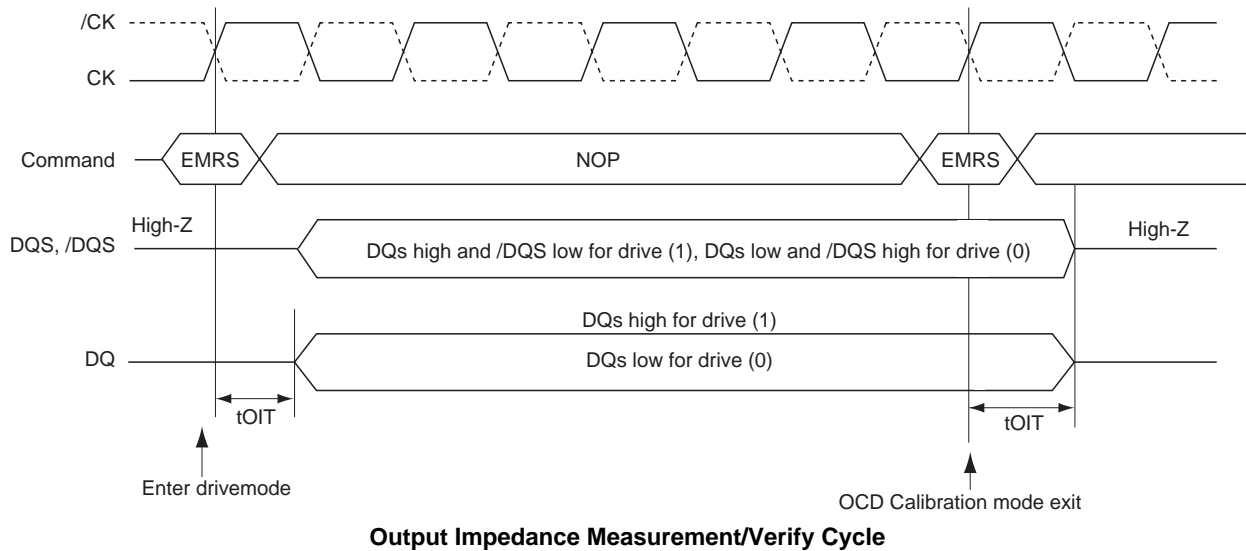 /CK
CK
Command
EMRS
NOP
EMRS
High-Z
High-Z
DQS, /DQS
DQs high and /DQS low for drive (1), DQs low and /DQS high for drive (0)
DQs high for drive (1)
DQ
DQs low for drive (0)
tOIT
tOIT
Enter drivemode
OCD Calibration mode exit
Output Impedance Measurement/Verify Cycle